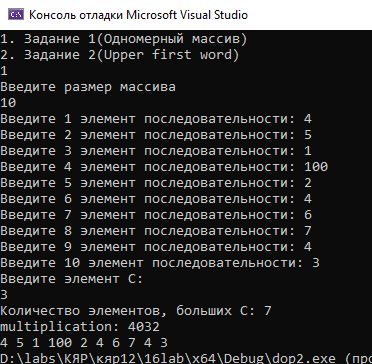 Консоль отладки Microsoft Visual Studio
1. Задание 1(Одномерный массив)
2. Задание 2(Upper first word)
1
Введите размер массива
10
Введите 1 элемент последовательности: 4
Введите 2 элемент последовательности: 5
Введите 3 элемент последовательности: 1
Введите 4 элемент последовательности: 100
Введите 5 элемент последовательности: 2
Введите 6 элемент последовательности: 4
Введите 7 элемент последовательности: 6
Введите 8 элемент последовательности: 7
Введите 9 элемент последовательности: 4
Введите 10 элемент последовательности: 3
Введите элемент С:
3
Количество элементов, больших С: 7
multiplication: 4032
4 5 1 100 2 4 6 7 4 3
D:\labs\КЯР\кяр12\16lab\x64\Debug\dop2.exe (про